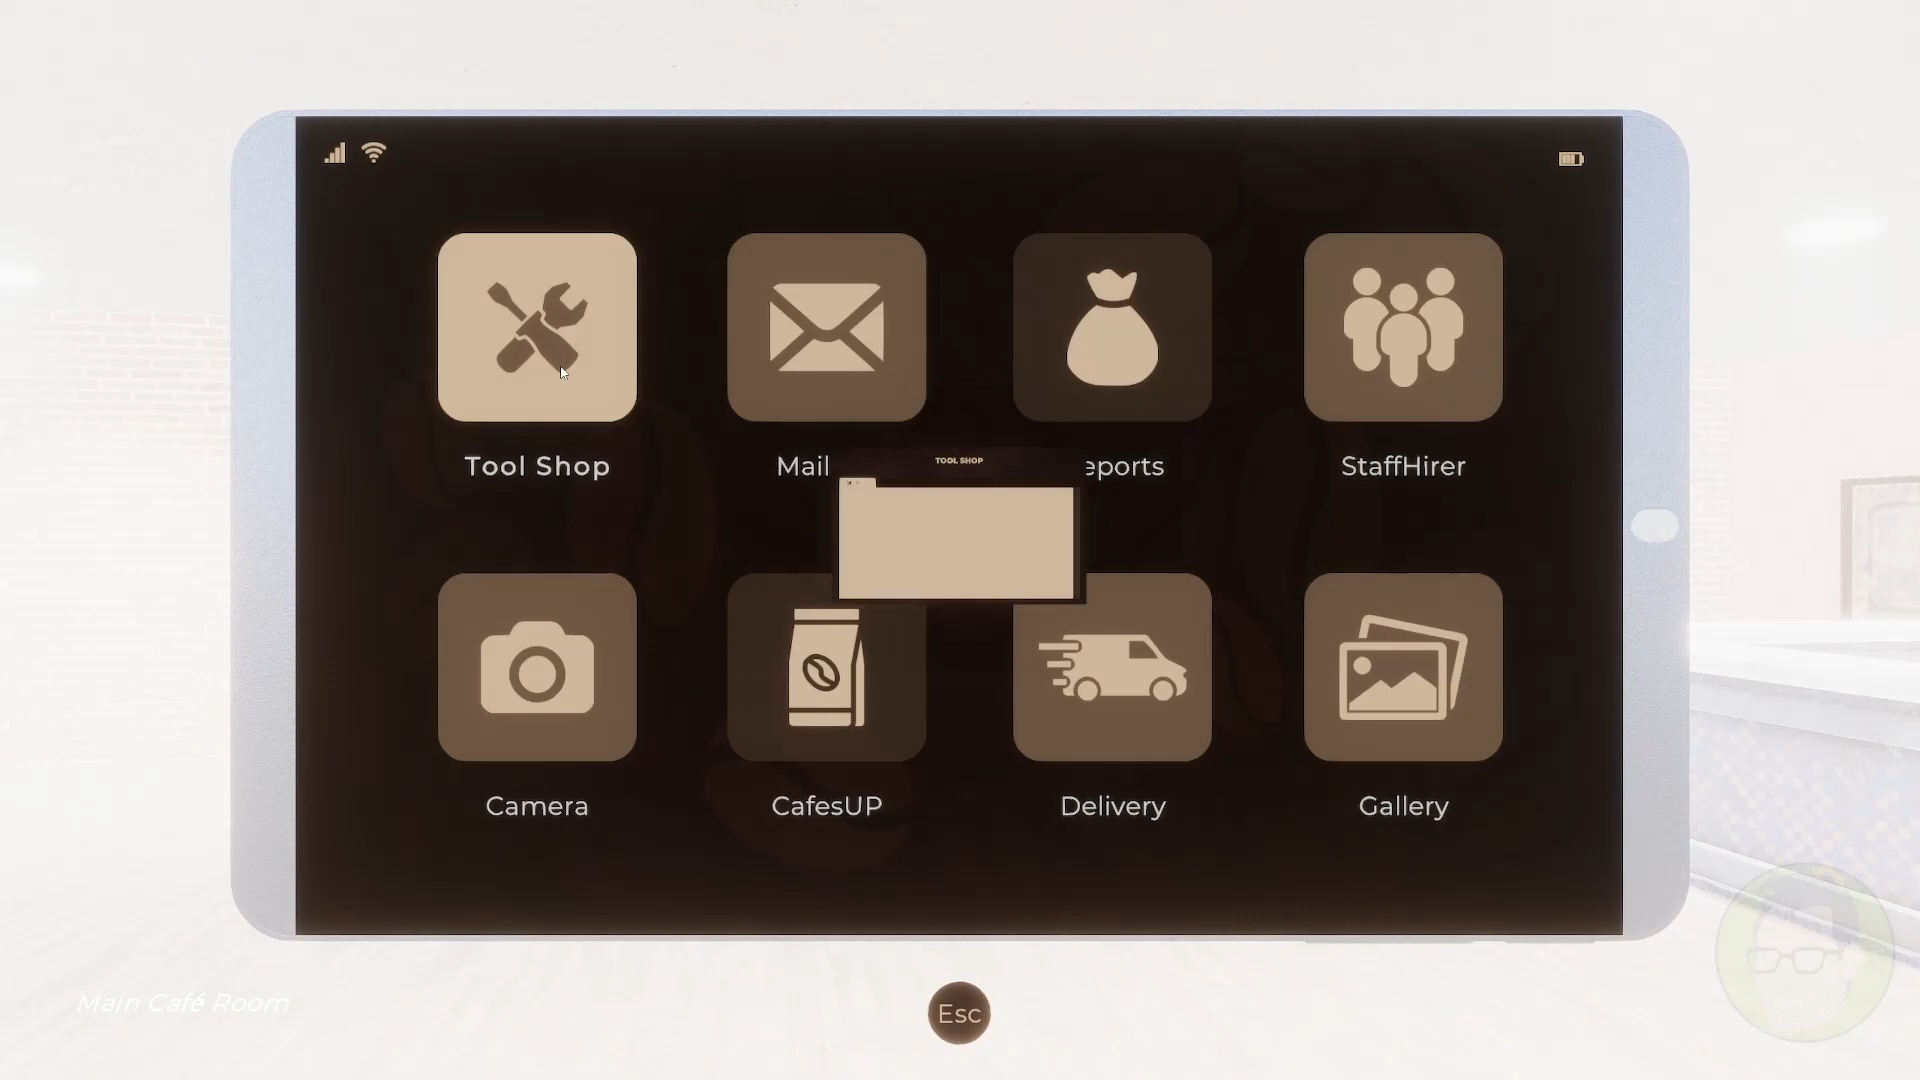 Tool Shop
Mail
eports
StaffHirer
TOOL SHOP
Camera
CafesUP
Delivery
Gallery
Main Café Room
Esc